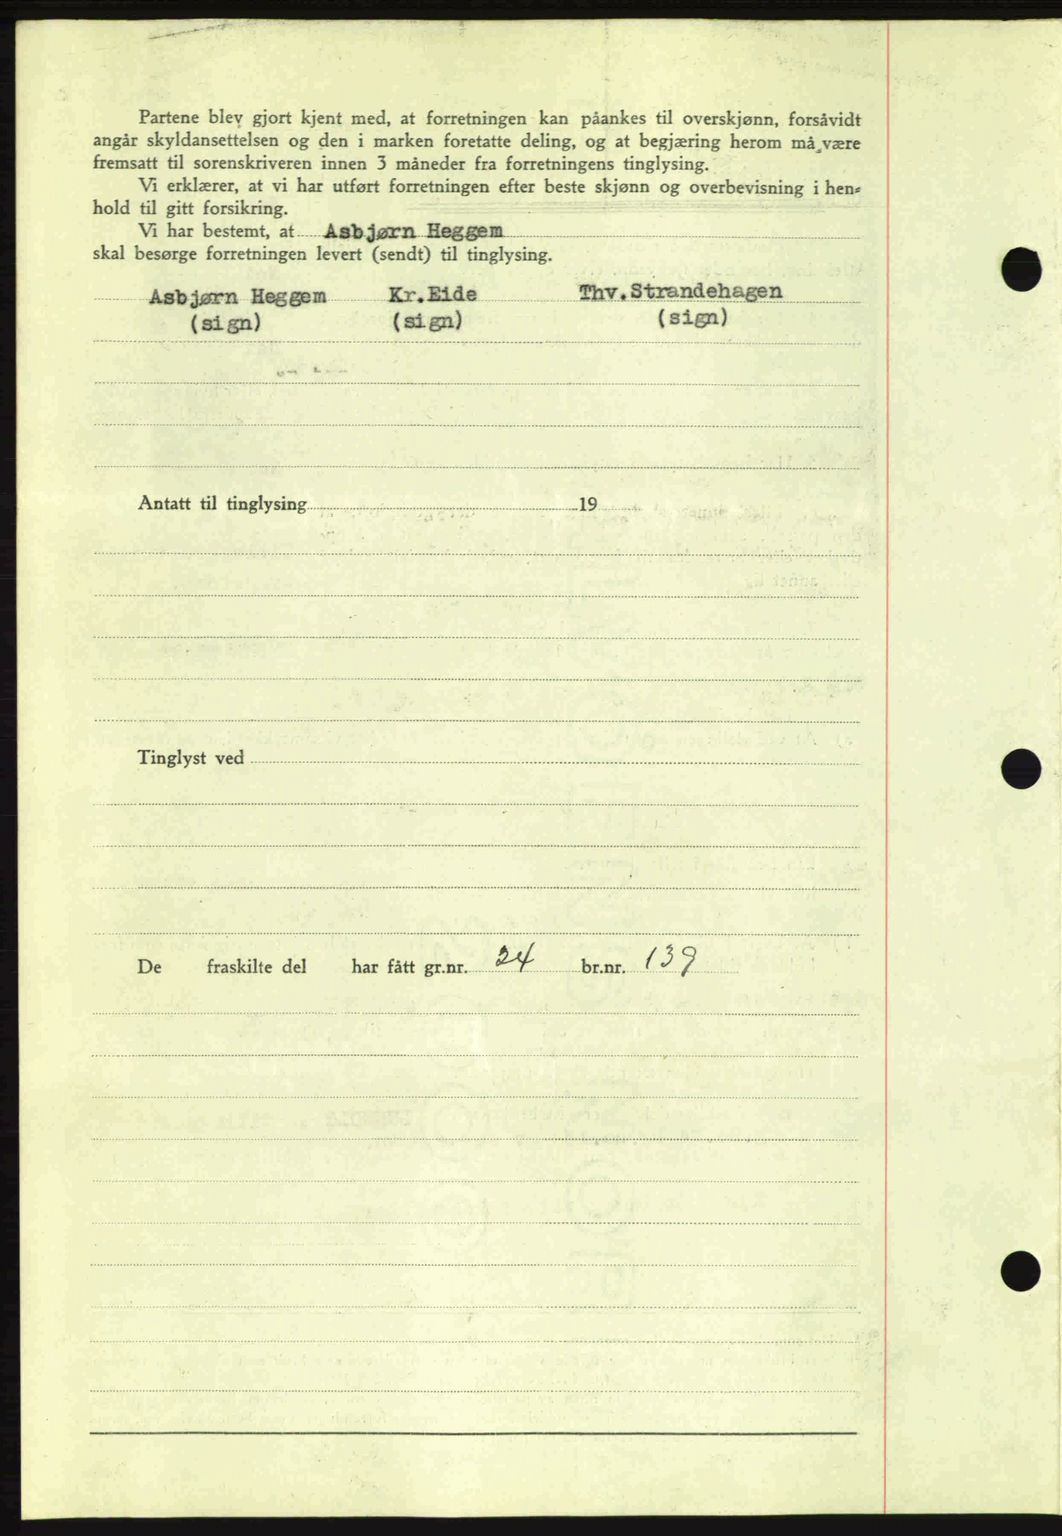 Partene blev gjort kjent med, at forretningen kan påankes til overskjønn, forsåvidt
angår skyldansettelsen og den i marken foretatte deling, og at begjæring herom må være
fremsatt til sorenskriveren innen 3 måneder fra forretningens tinglysing.
Vi erklærer, at vi har utført forretningen efter beste skjønn og overbevisning i hen-
hold til gitt forsikring.
Vi har bestemt, at Asbjørn Heggem
skal besørge forretningen levert (sendt) til tinglysing.
Asbjørn Heggem Kr.Eide Thv.Strandehagen
(sign) (sign) (sign)
Antatt til tinglysing 19
Tinglyst ved
De fraskilte del har fått gr.nr. 24 br.nr. 139